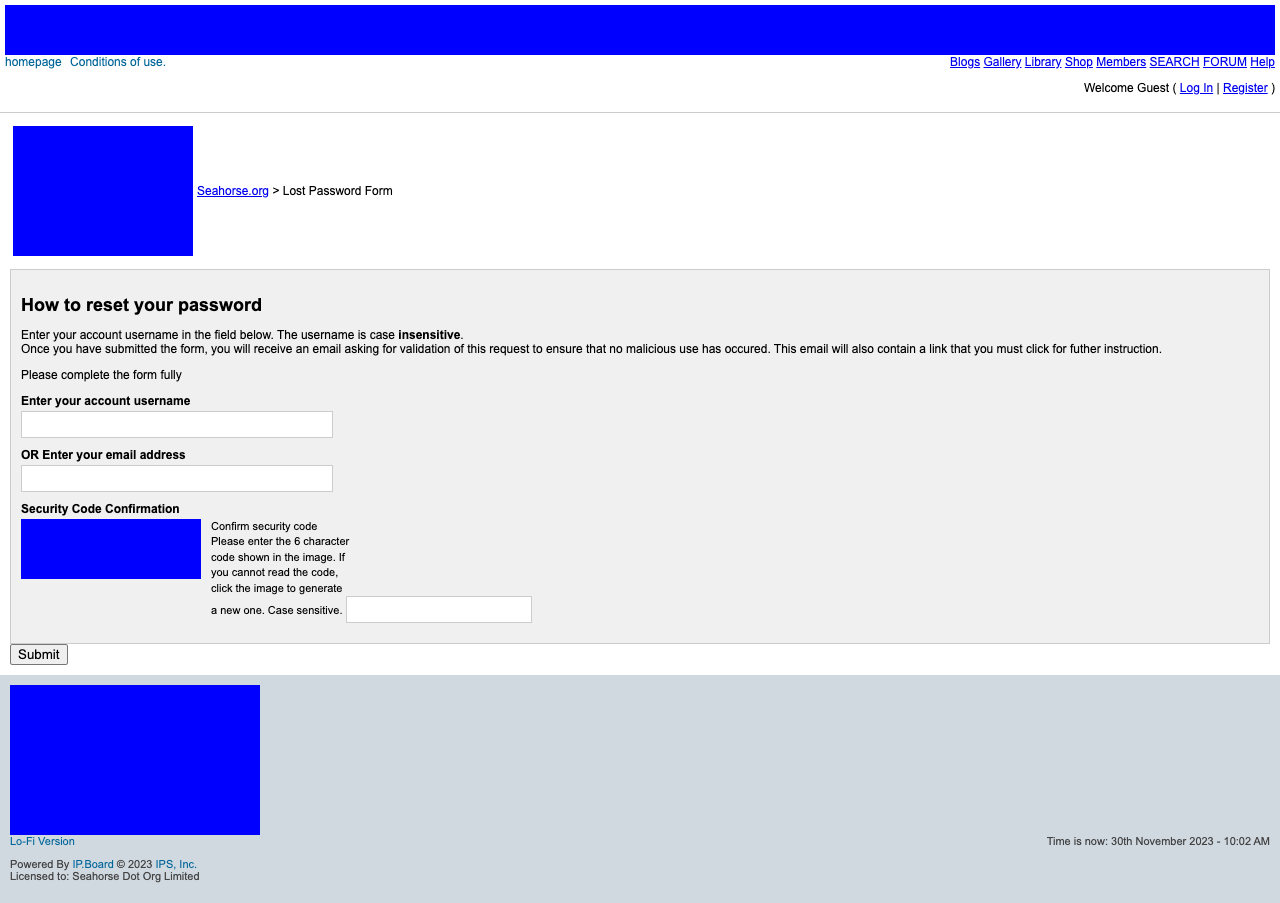 homepage Conditions of use. Blogs Gallery Library Shop Members SEARCH FORUM Help
Welcome Guest ( Log In | Register )
Seahorse.org > Lost Password Form
How to reset your password
Enter your account username in the field below. The username is case insensitive.
Once you have submitted the form, you will receive an email asking for validation of this request to ensure that no malicious use has occured. This email will also contain a link that you must click for futher instruction.
Please complete the form fully
Enter your account username
OR Enter your email address
Security Code Confirmation
Confirm security code
Please enter the 6 character
code shown in the image. If
you cannot read the code,
click the image to generate
a new one. Case sensitive.
Submit
Lo-Fi Version Time is now: 30th November 2023 - 10:02 AM
Powered By IP.Board © 2023 IPS, Inc.
Licensed to: Seahorse Dot Org Limited